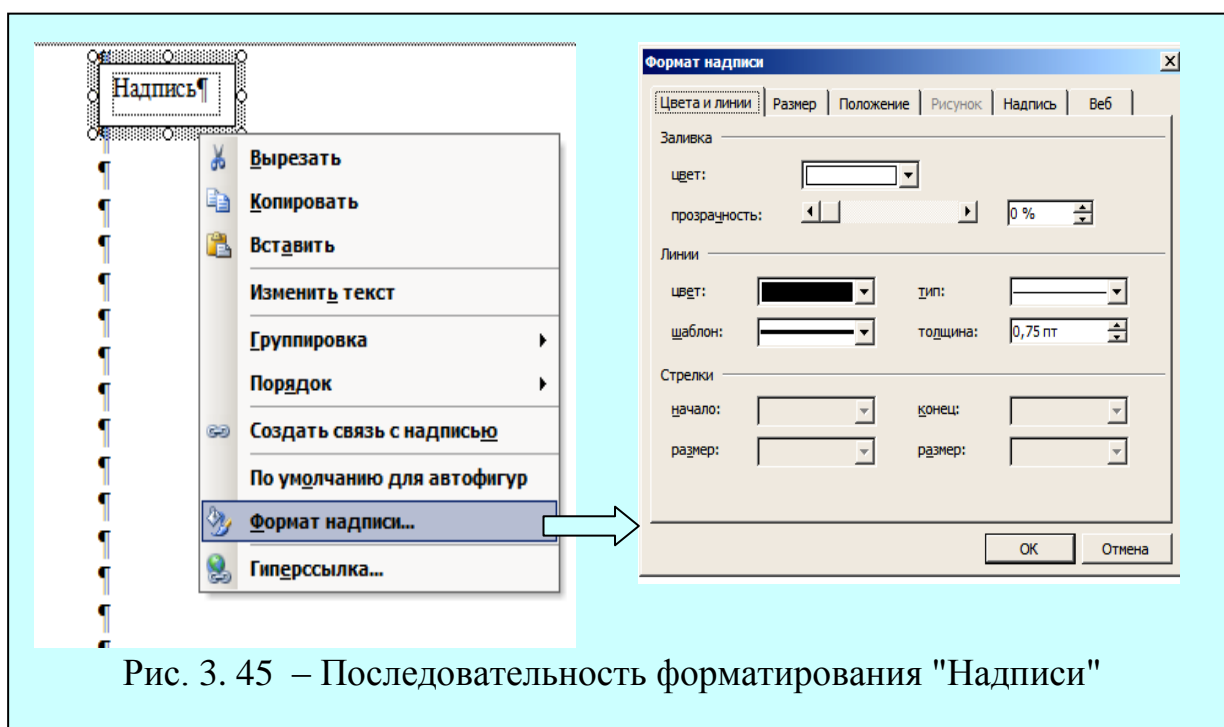 Надпись¶
Вырезать
Копировать
Вставить
Изменить текст
Группировка
Порядок
Создать связь с надписью
По умолчанию для автофигур
Формат надписи...
Гиперссылка...
¶
¶
¶
¶
¶
¶
¶
¶
¶
¶
¶
¶
¶
Формат надписи
Цвета и линии Размер Положение Рисунок Надпись Веб
Заливка
цвет:
прозрачность: 0 %
Линии
цвет: тип:
шаблон: толщина: 0,75 пт
Стрелки
начало: конец:
размер: размер:
ОК Отмена
Рис. 3. 45 – Последовательность форматирования "Надписи"